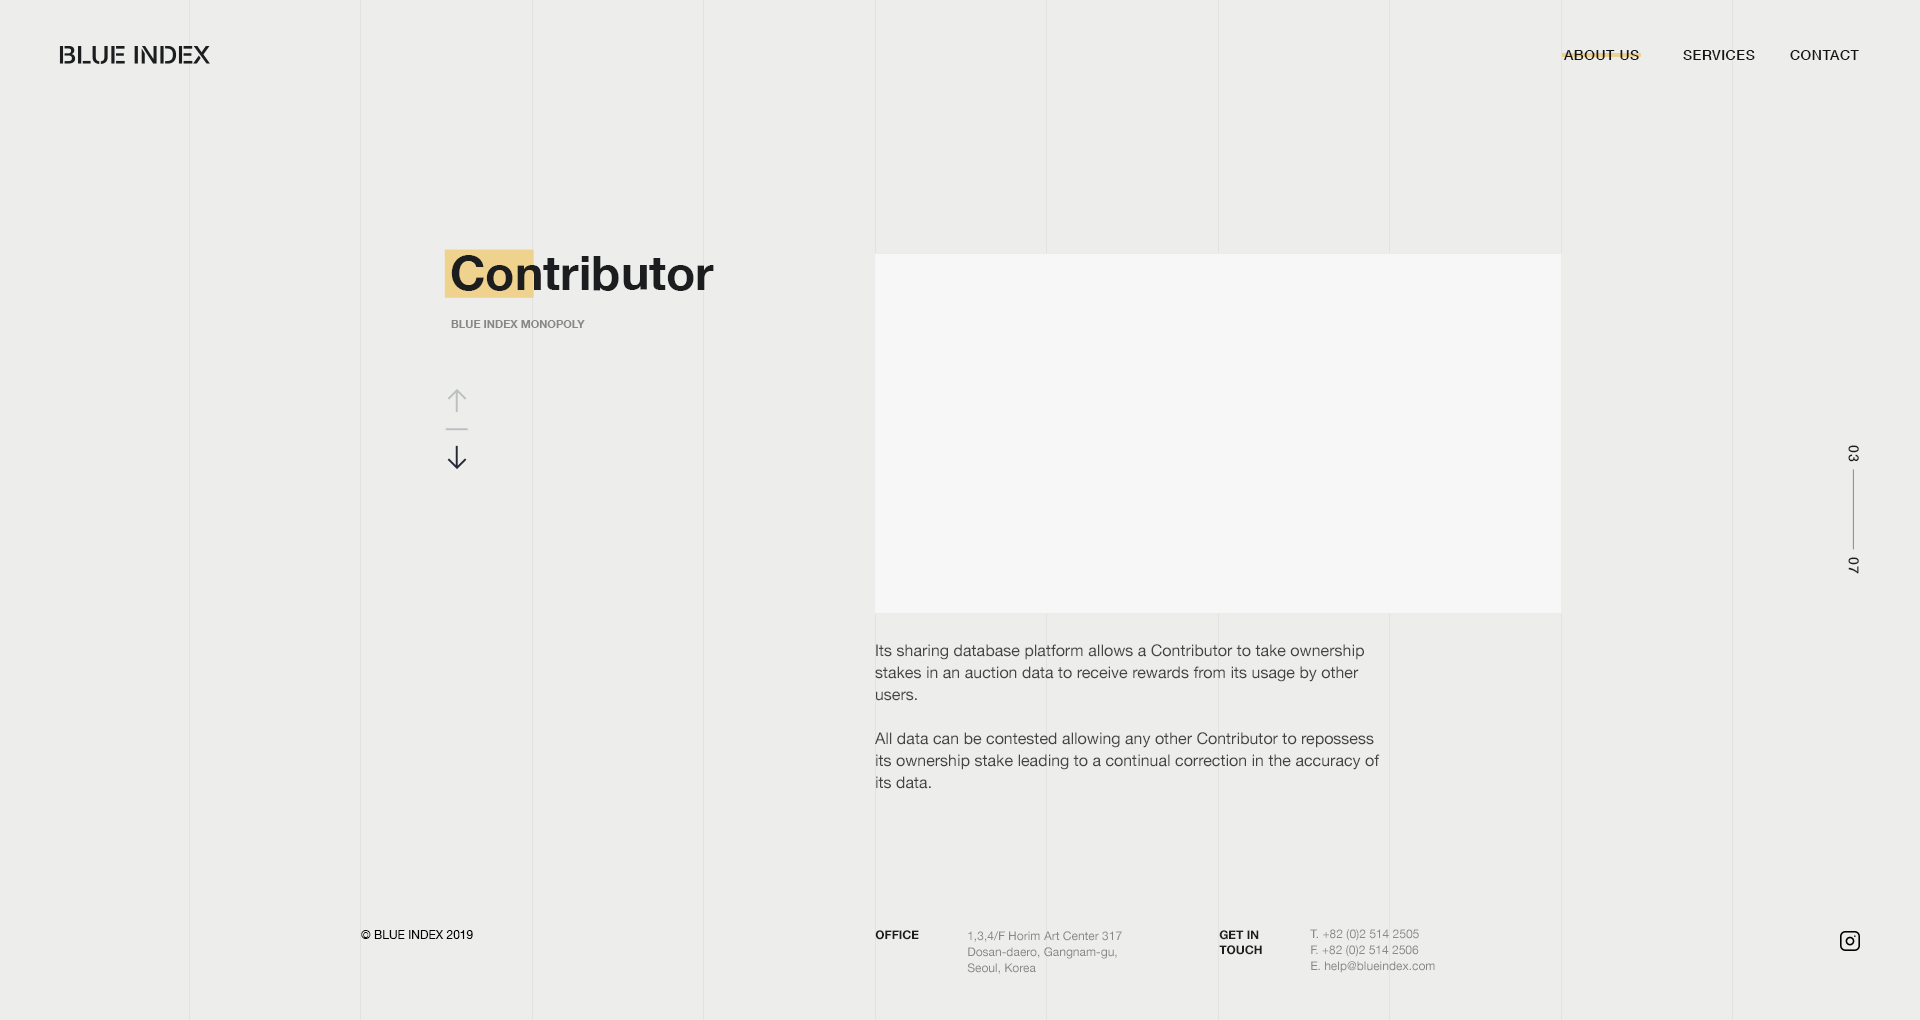 BLUE INDEX
ABOUT US
SERVICES
CONTACT
Contributor
BLUE INDEX MONOPOLY
03
07
Its sharing database platform allows a Contributor to take ownership
stakes in an auction data to receive rewards from its usage by other
users.
All data can be contested allowing any other Contributor to repossess
its ownership stake leading to a continual correction in the accuracy of
its data.
© BLUE INDEX 2019
OFFICE
1,3,4/F Horim Art Center 317
Dosan-daero, Gangnam-gu,
Seoul, Korea
GET IN
TOUCH
T. +82 (0)2 514 2505
F. +82 (0)2 514 2506
E. help@blueindex.com